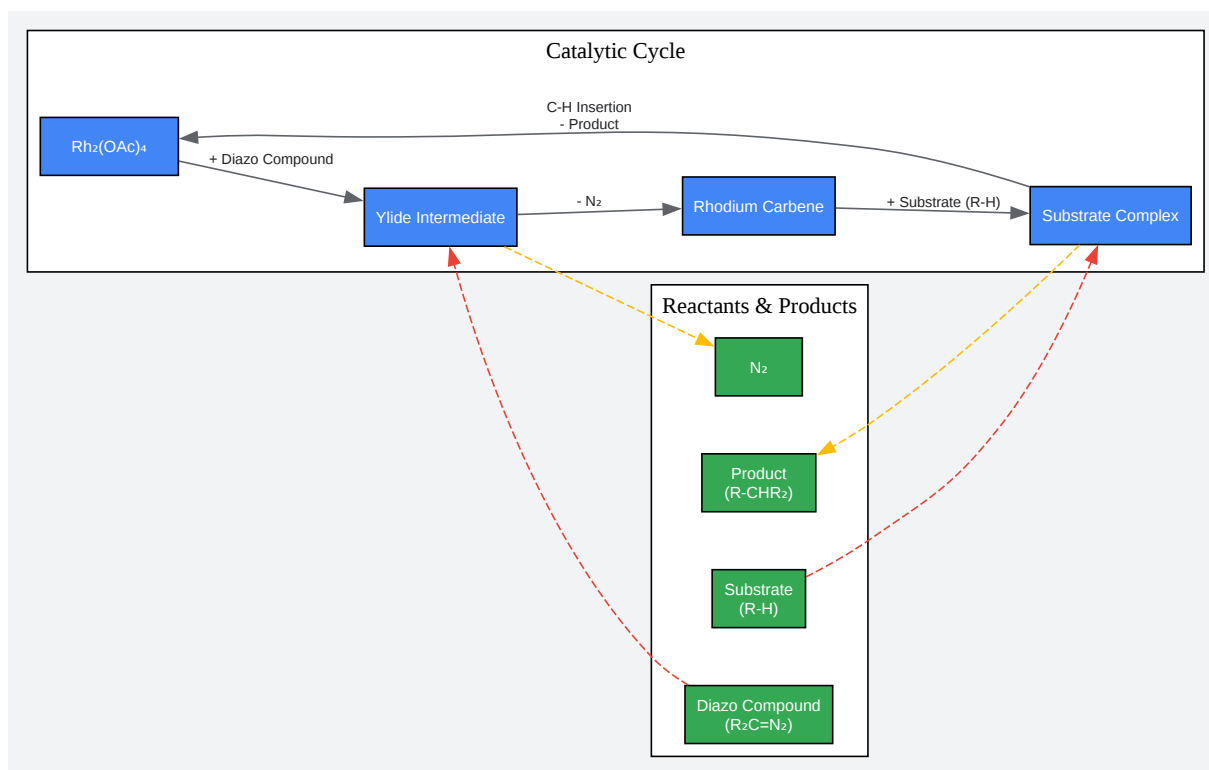 Catalytic Cycle
C-H Insertion
- Product
Rh₂(OAc)₄
+ Diazo Compound
Ylide Intermediate
- N₂
Rhodium Carbene
+ Substrate (R-H)
Substrate Complex
Reactants & Products
N₂
Product
(R-CHR₂)
Substrate
(R-H)
Diazo Compound
(R₂C=N₂)